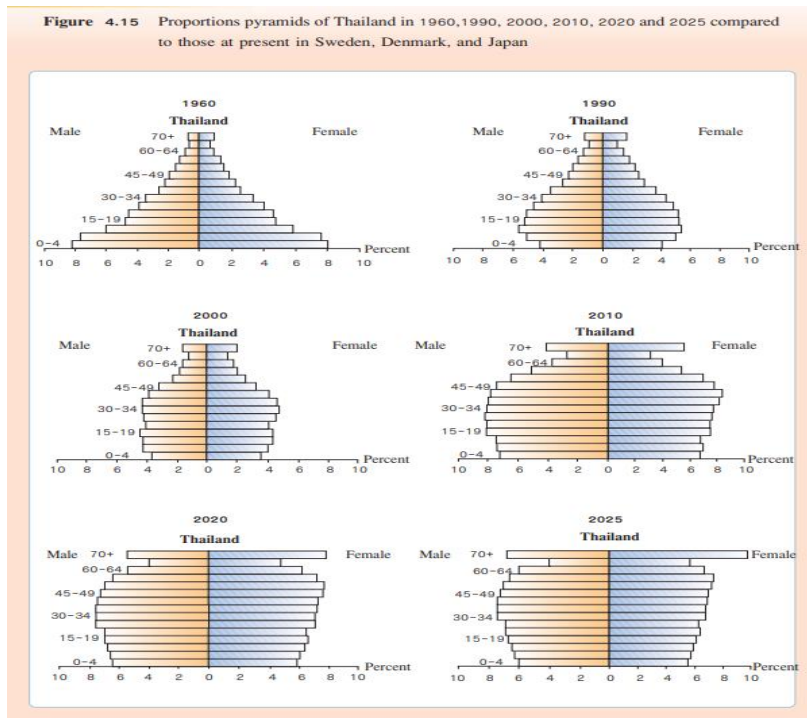 Figure 4.15 Proportions pyramids of Thailand in 1960,1990, 2000, 2010, 2020 and 2025 compared
to those at present in Sweden, Denmark, and Japan
1960
Thailand
Male Female
70+
60-64
45-49
30-34
15-19
0-4
Percent
10 8 6 4 2 0 2 4 6 8 10
1990
Thailand
Male Female
70+
60-64
45-49
30-34
15-19
0-4
Percent
10 8 6 4 2 0 2 4 6 8 10
2000
Thailand
Male Female
70+
60-64
45-49
30-34
15-19
0-4
Percent
10 8 6 4 2 0 2 4 6 8 10
2010
Thailand
Male Female
70+
60-64
45-49
30-34
15-19
0-4
Percent
10 8 6 4 2 0 2 4 6 8 10
2020
Thailand
Male 70+ Female
60-64
45-49
30-34
15-19
0-4
Percent
10 8 6 4 2 0 2 4 6 8 10
2025
Thailand
Male 70+ Female
60-64
45-49
30-34
15-19
0-4
Percent
10 8 6 4 2 0 2 4 6 8 10